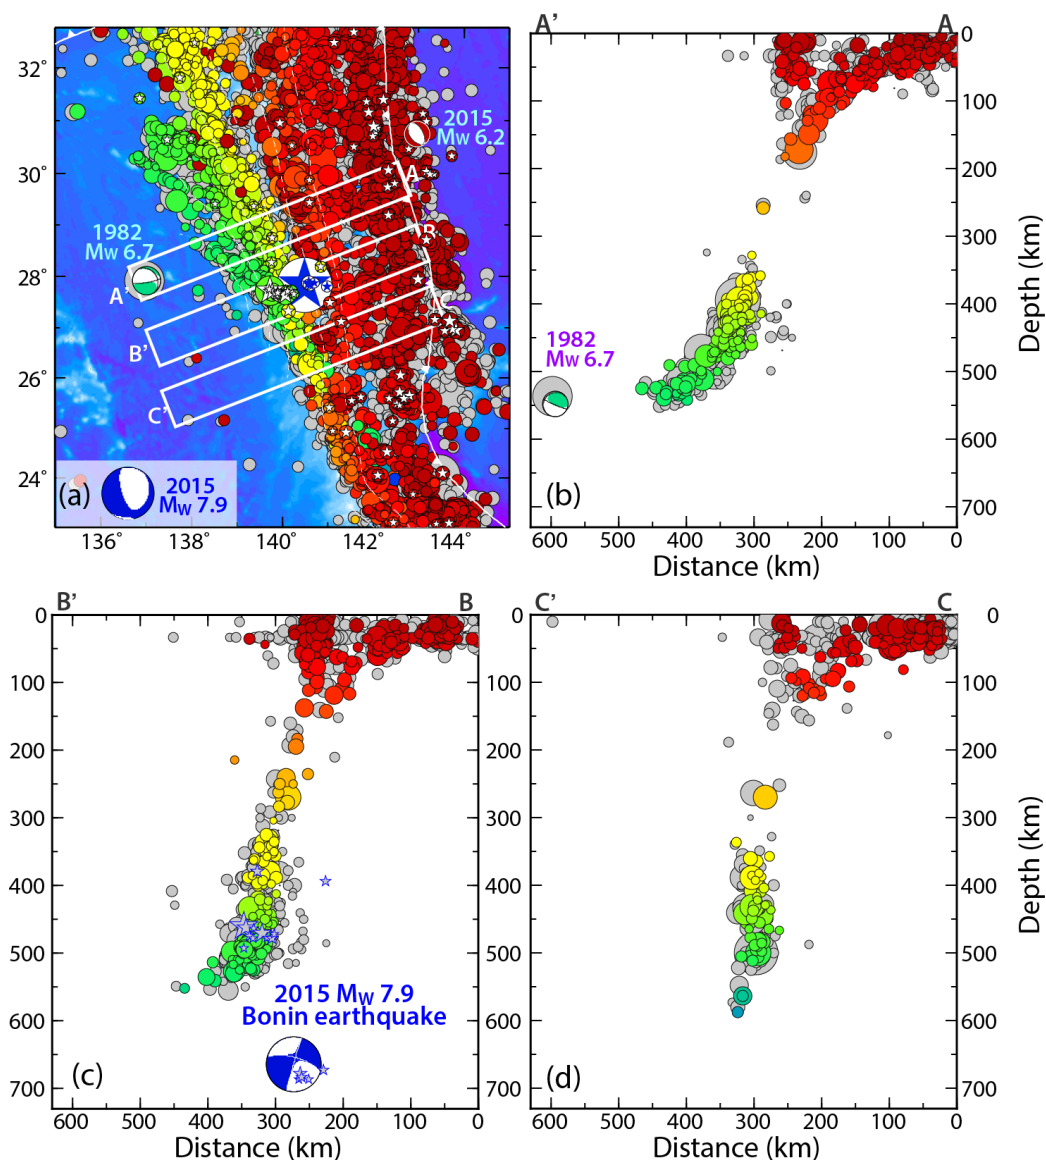 A' A
32°
30°
28°
26°
24°
136 138 140 142 144
2015
Mw 6.2
1982
Mw 6.7
A
B
C
A'
B'
C'
(a)
2015
Mw 7.9
0
100
200
300
400
500
600
700
Depth (km)
1982
Mw 6.7
(b)
600 500 400 300 200 100 0
Distance (km)
B' B
0
100
200
300
400
500
600
700
2015 Mw 7.9
Bonin earthquake
(c)
600 500 400 300 200 100 0
Distance (km)
C' C
0
100
200
300
400
500
600
700
Depth (km)
(d)
600 500 400 300 200 100 0
Distance (km)